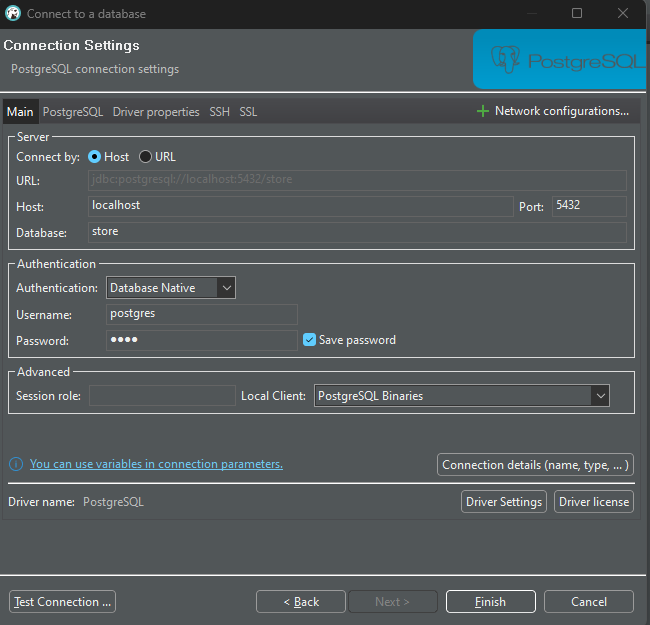 Connect to a database
Connection Settings
PostgreSQL connection settings
PostgreSQL
Main PostgreSQL Driver properties SSH SSL Network configurations...
Server
Connect by: Host URL
URL: jdbc:postgresql://localhost:5432/store
Host: localhost Port: 5432
Database: store
Authentication
Authentication: Database Native
Username: postgres
Password: ●●●● Save password
Advanced
Session role: Local Client: PostgreSQL Binaries
You can use variables in connection parameters. Connection details (name, type, ... )
Driver name: PostgreSQL Driver Settings Driver license
Test Connection ... < Back Next > Finish Cancel